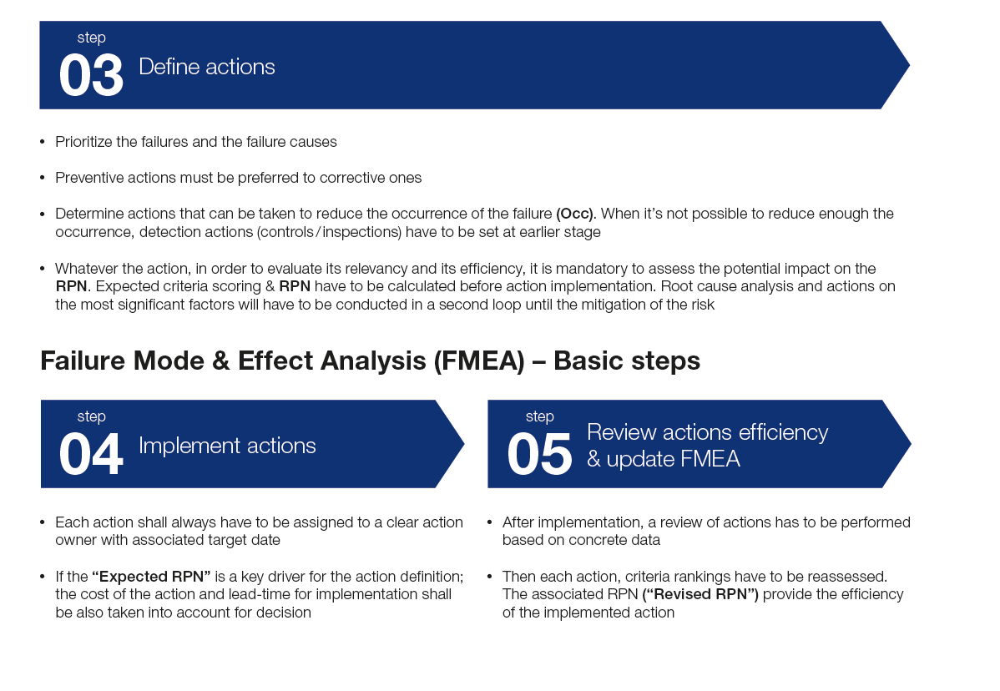 step
03
Define actions
• Prioritize the failures and the failure causes
• Preventive actions must be preferred to corrective ones
• Determine actions that can be taken to reduce the occurrence of the failure (Occ). When it’s not possible to reduce enough the
occurrence, detection actions (controls/inspections) have to be set at earlier stage
• Whatever the action, in order to evaluate its relevancy and its efficiency, it is mandatory to assess the potential impact on the
RPN. Expected criteria scoring & RPN have to be calculated before action implementation. Root cause analysis and actions on
the most significant factors will have to be conducted in a second loop until the mitigation of the risk
Failure Mode & Effect Analysis (FMEA) – Basic steps
step
04
Implement actions
• Each action shall always have to be assigned to a clear action
owner with associated target date
• If the “Expected RPN” is a key driver for the action definition;
the cost of the action and lead-time for implementation shall
be also taken into account for decision
step
05
Review actions efficiency
& update FMEA
• After implementation, a review of actions has to be performed
based on concrete data
• Then each action, criteria rankings have to be reassessed.
The associated RPN (“Revised RPN”) provide the efficiency
of the implemented action